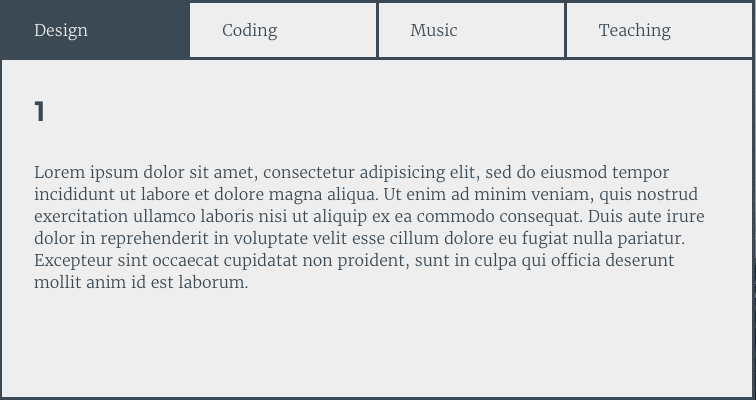 Design
Coding
Music
Teaching
1
Lorem ipsum dolor sit amet, consectetur adipisicing elit, sed do eiusmod tempor
incididunt ut labore et dolore magna aliqua. Ut enim ad minim veniam, quis nostrud
exercitation ullamco laboris nisi ut aliquip ex ea commodo consequat. Duis aute irure
dolor in reprehenderit in voluptate velit esse cillum dolore eu fugiat nulla pariatur.
Excepteur sint occaecat cupidatat non proident, sunt in culpa qui officia deserunt
mollit anim id est laborum.